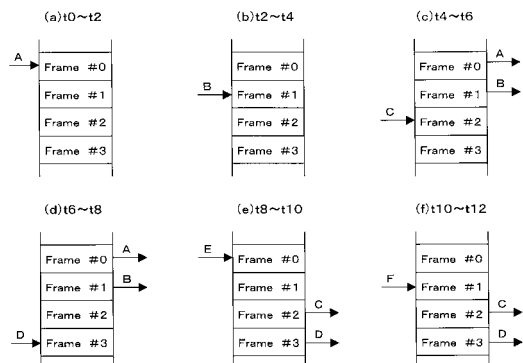 (a)t0~t2
A
Frame #0
Frame #1
Frame #2
Frame #3
(b)t2~t4
B
Frame #0
Frame #1
Frame #2
Frame #3
(c)t4~t6
A
Frame #0
B
Frame #1
C
Frame #2
Frame #3
(d)t6~t8
A
Frame #0
B
Frame #1
Frame #2
D
Frame #3
(e)t8~t10
E
Frame #0
Frame #1
C
Frame #2
D
Frame #3
(f)t10~t12
Frame #0
F
Frame #1
C
Frame #2
D
Frame #3